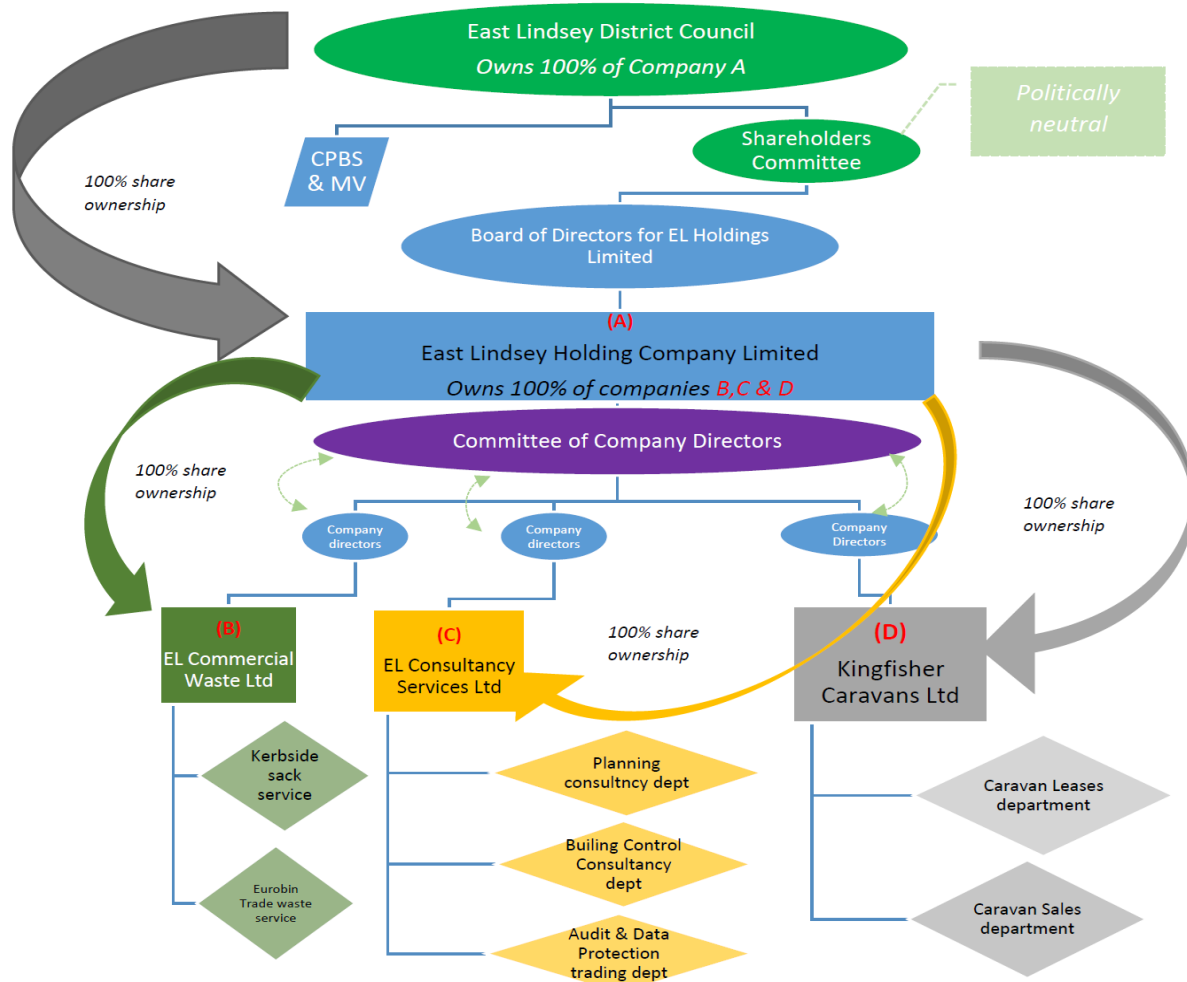 East Lindsey District Council
Owns 100% of Company A
Politically
neutral
CPBS
& MV
Shareholders
Committee
100% share
ownership
Board of Directors for EL Holdings
Limited
(A)
East Lindsey Holding Company Limited
Owns 100% of companies B,C & D
Committee of Company Directors
100% share
ownership
100% share
ownership
Company
directors
Company
directors
Company
Directors
(B)
EL Commercial
Waste Ltd
(C)
EL Consultancy
Services Ltd
100% share
ownership
(D)
Kingfisher
Caravans Ltd
Kerbside
sack
service
Planning
consultncy dept
Caravan Leases
department
Builing Control
Consultancy
dept
Eurobin
Trade waste
service
Caravan Sales
department
Audit & Data
Protection
trading dept